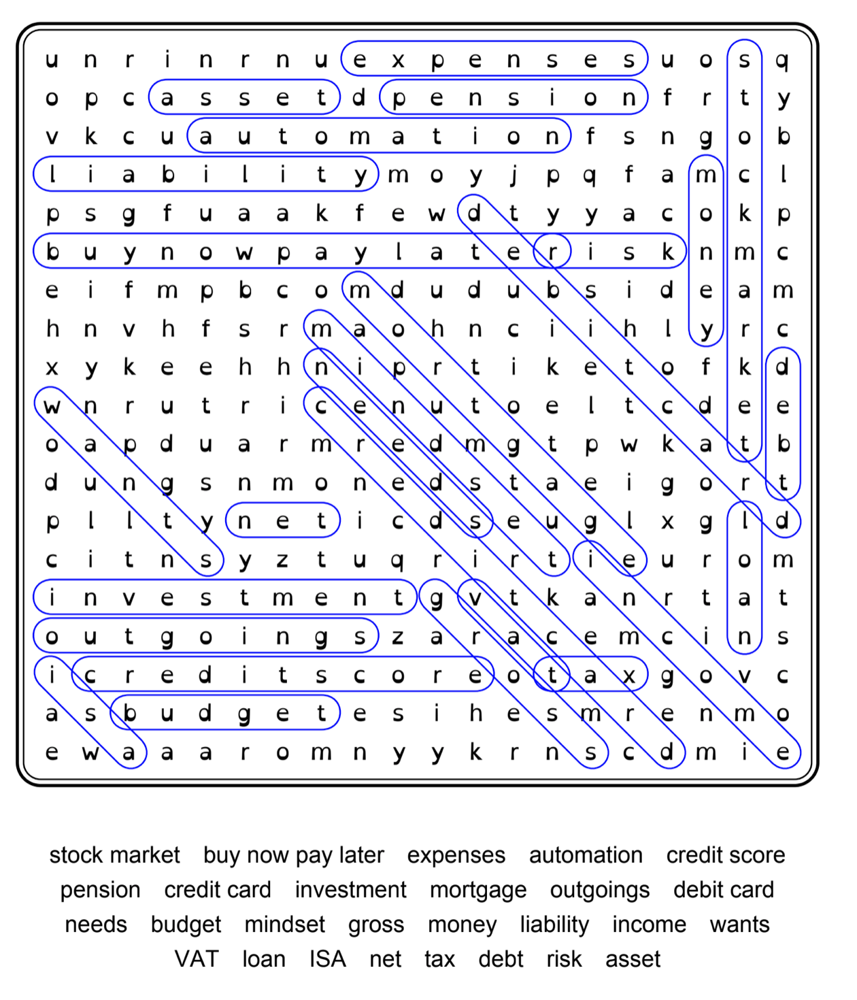 u n r i n r n u e x p e n s e s u o s q
o p c a s s e t d p e n s i o n f r t y
v k c u a u t o m a t i o n f s n g o b
l i a b i l i t y m o y j p q f a m c l
p s g f u a a k f e w d t y y a c o k p
b u y n o w p a y l a t e r i s k n m c
e i f m p b c o m d u d u b s i d e a m
h n v h f s r m a o h n c i i h l y r c
x y k e e h h n i p r t i k e t o f k d
w n r u t r i c e n u t o e l t c d e e
o a p d u a r m r e d m g t p w k a t b
d u n g s n m o n e d s t a e i g o r t
p l l t y n e t i c d s e u g l x g l d
c i t n s y z t u q r i r t i e u r o m
i n v e s t m e n t g v t k a n r t a t
o u t g o i n g s z a r a c e m c i n s
i c r e d i t s c o r e o t a x g o v c
a s b u d g e t e s i h e s m r e n m o
e w a a a r o m n y y k r n s c d m i e
stock market buy now pay later expenses automation credit score
pension credit card investment mortgage outgoings debit card
needs budget mindset gross money liability income wants
VAT loan ISA net tax debt risk asset